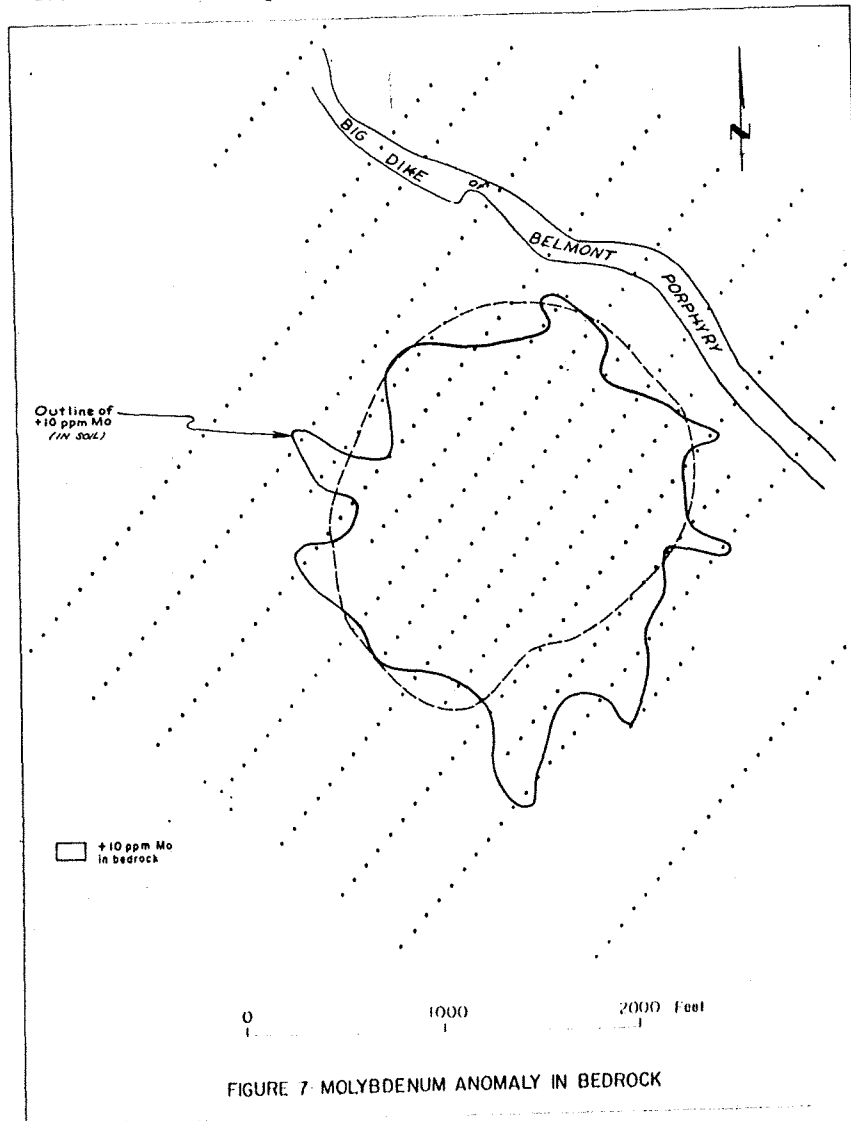 BIG
DIKE
OF
BELMONT
PORPHYRY
N
Outline of
+10 ppm Mo
(IN SOIL)
+10 ppm Mo
in bedrock
0 1000 2000 Feet
FIGURE 7 MOLYBDENUM ANOMALY IN BEDROCK